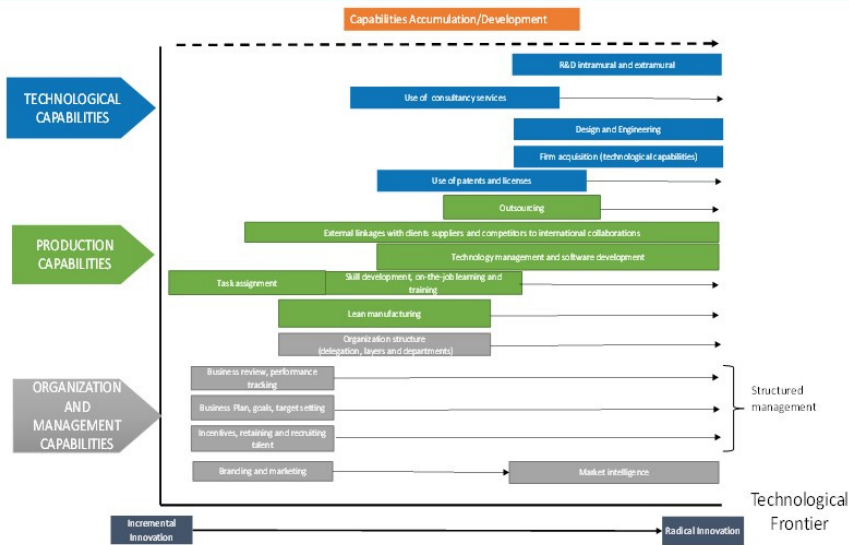 Capabilities Accumulation/Development
R&D intramural and extramural
TECHNOLOGICAL
CAPABILITIES
Use of consultancy services
Design and Engineering
Firm acquisition (technological capabilities)
Use of patents and licenses
Outsourcing
PRODUCTION
CAPABILITIES
External linkages with clients suppliers and competitors to international collaborations
Technology management and software development
Task assignment
Skill development, on-the-job learning and
training
Lean manufacturing
Organization structure
(delegation, layers and departments)
ORGANIZATION
AND
MANAGEMENT
CAPABILITIES
Business review, performance
tracking
Business Plan, goals, target setting
Incentives, retaining and recruiting
talent
Structured
management
Branding and marketing
Market intelligence
Technological
Frontier
Incremental
Innovation
Radical Innovation